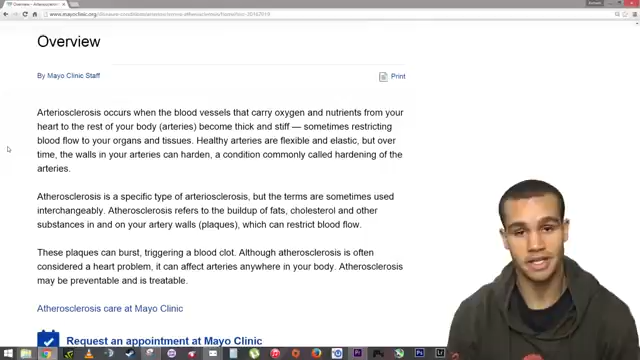 Overview
By Mayo Clinic Staff
Print
Arteriosclerosis occurs when the blood vessels that carry oxygen and nutrients from your
heart to the rest of your body (arteries) become thick and stiff — sometimes restricting
blood flow to your organs and tissues. Healthy arteries are flexible and elastic, but over
time, the walls in your arteries can harden, a condition commonly called hardening of the
arteries.
Atherosclerosis is a specific type of arteriosclerosis, but the terms are sometimes used
interchangeably. Atherosclerosis refers to the buildup of fats, cholesterol and other
substances in and on your artery walls (plaques), which can restrict blood flow.
These plaques can burst, triggering a blood clot. Although atherosclerosis is often
considered a heart problem, it can affect arteries anywhere in your body. Atherosclerosis
may be preventable and is treatable.
Atherosclerosis care at Mayo Clinic
Request an appointment at Mayo Clinic